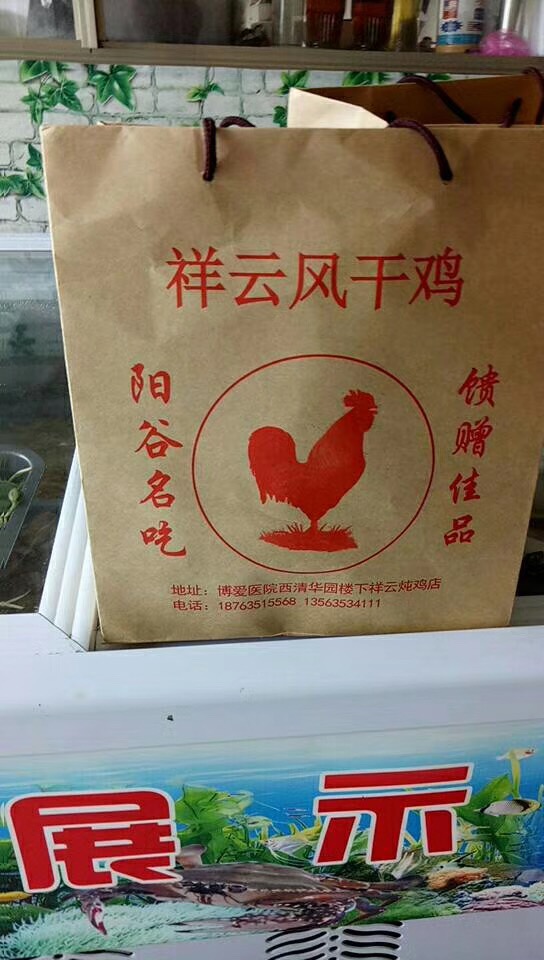 祥云风干鸡
阳谷名吃
馈赠佳品
地址：博爱医院西清华园楼下祥云炖鸡店
电话：18763515568 13563534111
展示